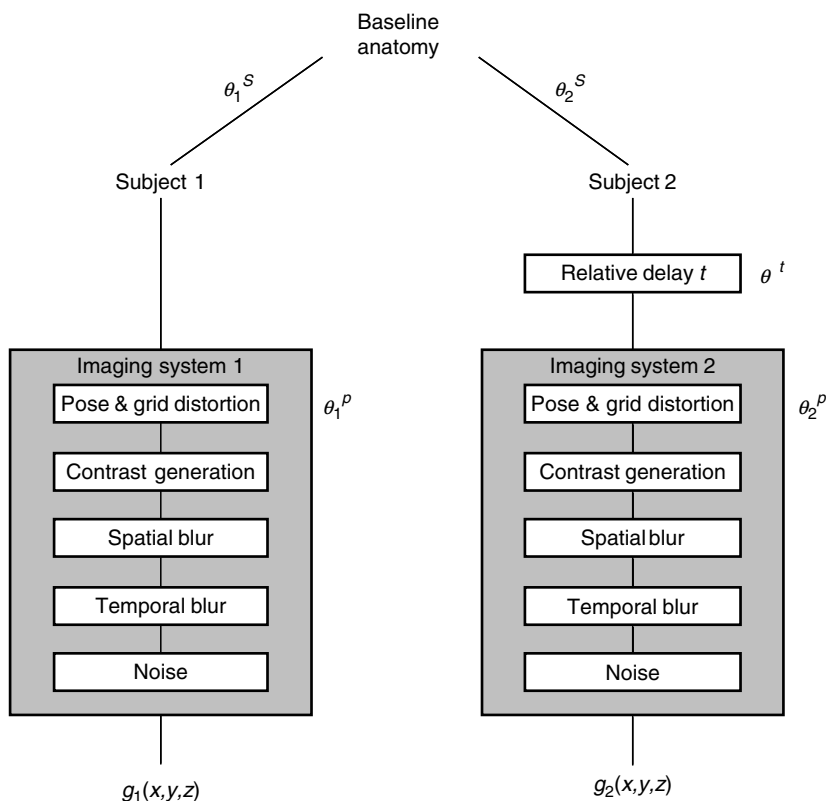 Baseline
anatomy
θ₁ˢ
θ₂ˢ
Subject 1
Subject 2
Relative delay t
θ ᵗ
Imaging system 1
Pose & grid distortion
θ₁ᵖ
Contrast generation
Spatial blur
Temporal blur
Noise
g₁(x,y,z)
Imaging system 2
Pose & grid distortion
θ₂ᵖ
Contrast generation
Spatial blur
Temporal blur
Noise
g₂(x,y,z)